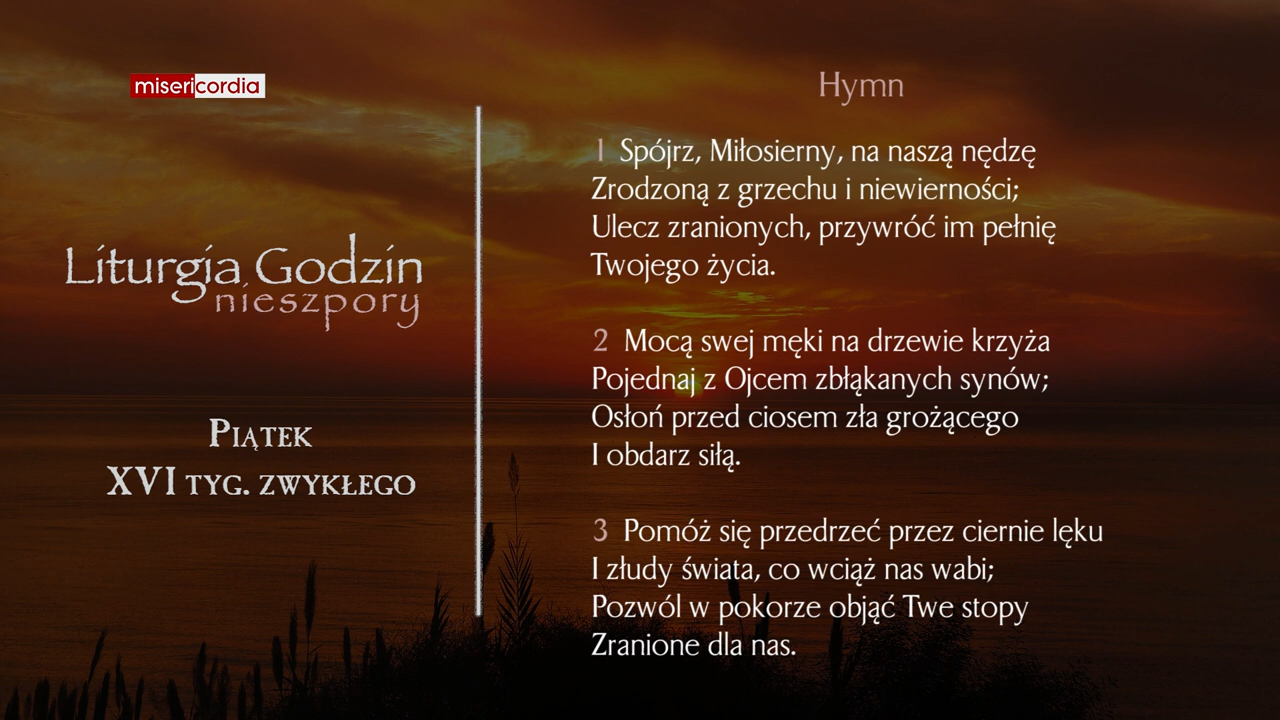 misericordia
Liturgia Godzin
nieszpory
Piątek
XVI tyg. zwykłego
Hymn
1 Spójrz, Miłosierny, na naszą nędzę
Zrodzoną z grzechu i niewierności;
Ulecz zranionych, przywróć im pełnię
Twojego życia.
2 Mocą swej męki na drzewie krzyża
Pojednaj z Ojcem zbłąkanych synów;
Osłoń przed ciosem zła grożącego
I obdarz siłą.
3 Pomóż się przedrzeć przez ciernie lęku
I złudy świata, co wciąż nas wabi;
Pozwól w pokorze objąć Twe stopy
Zranione dla nas.